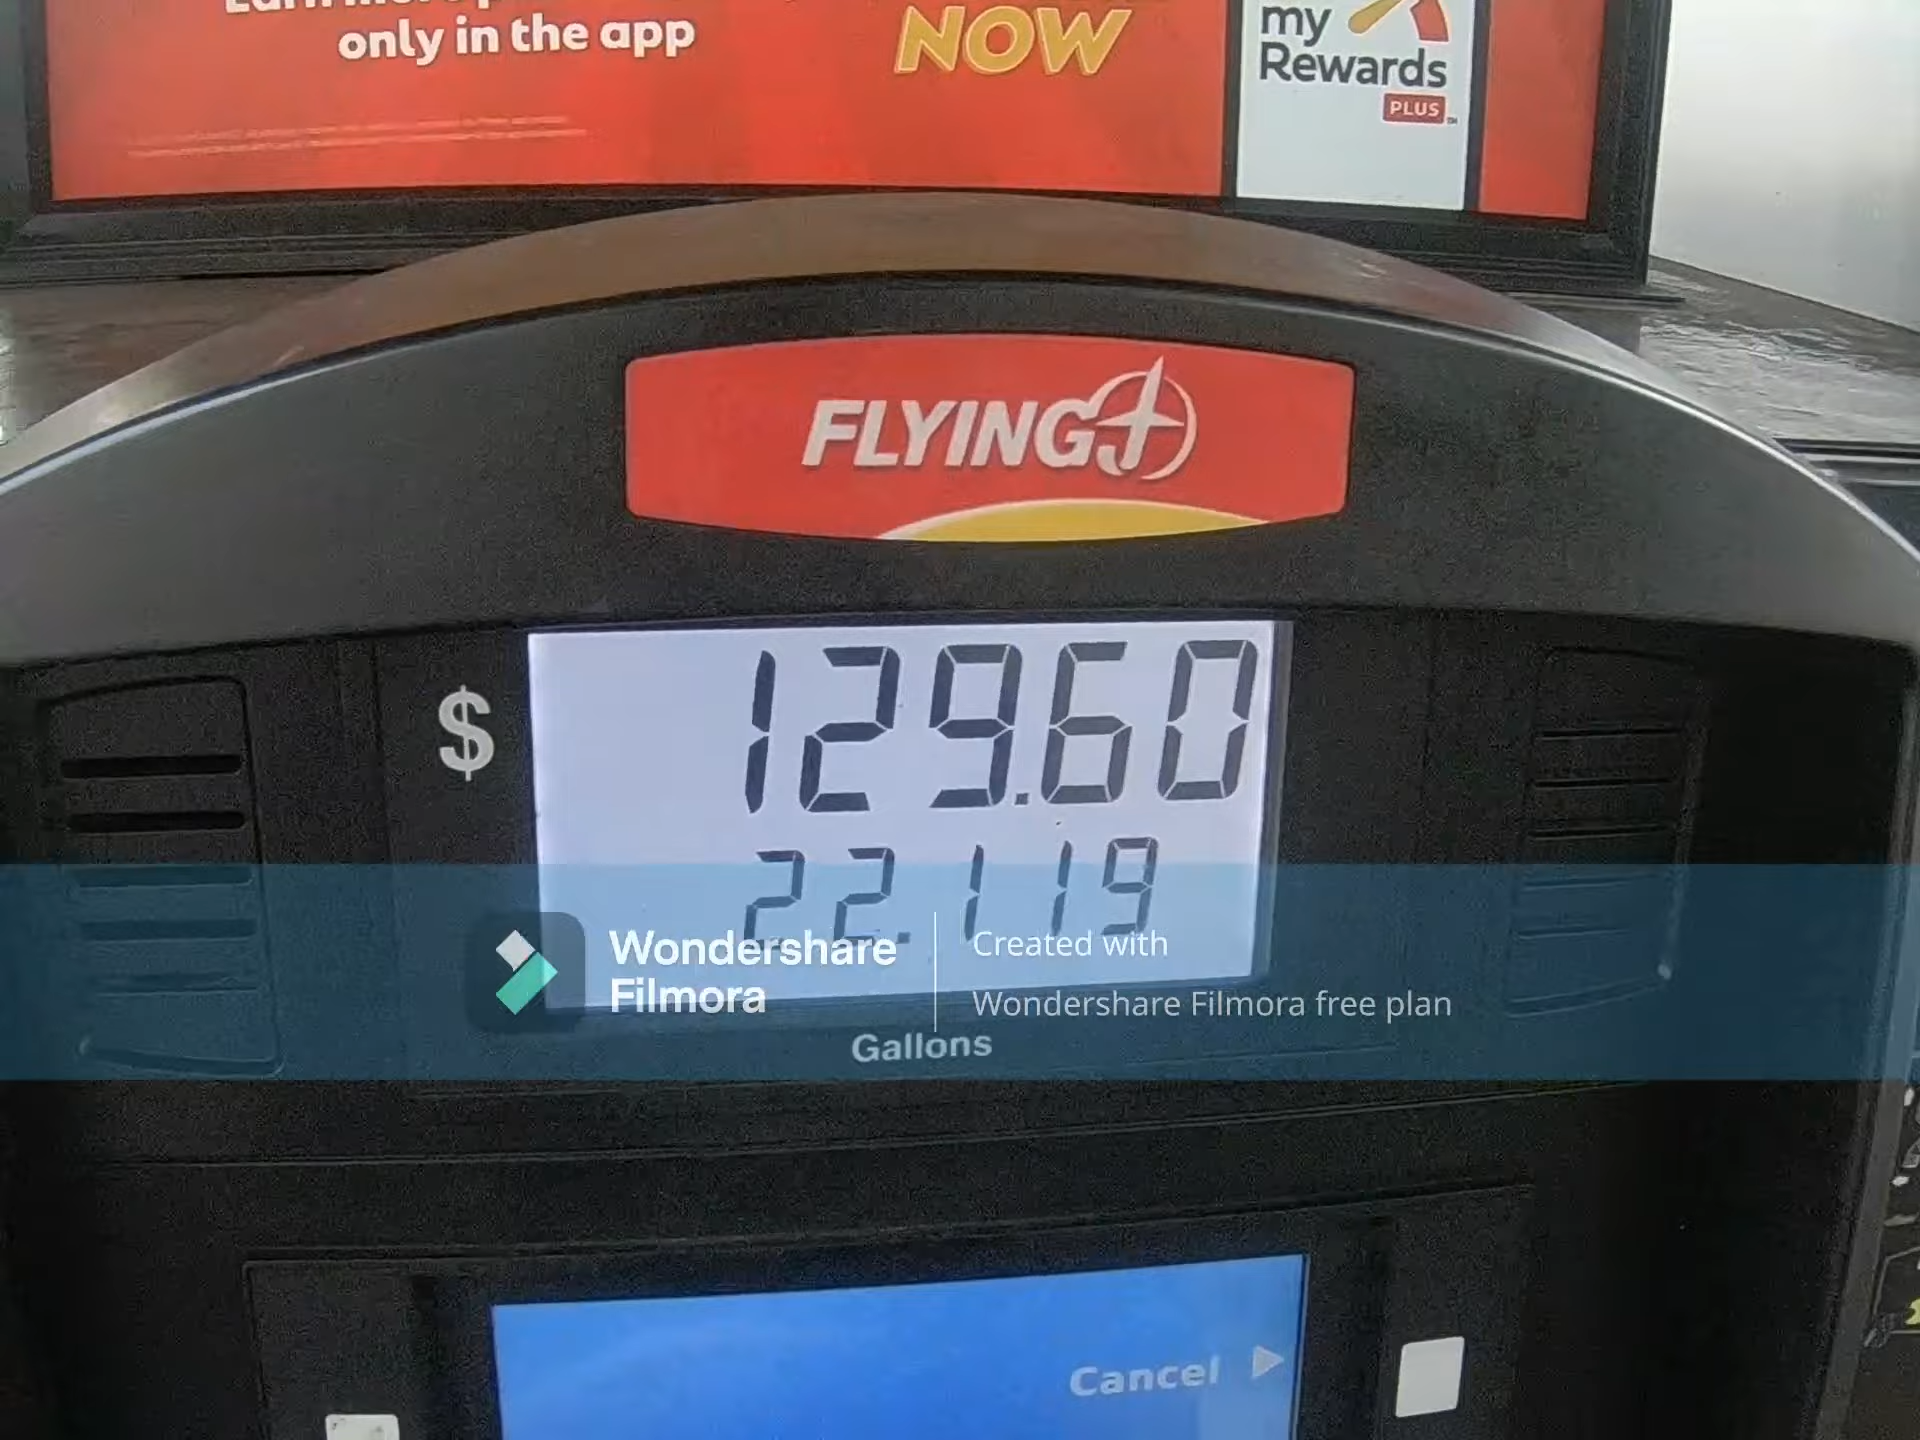 only in the app
NOW
my
Rewards
PLUS
FLYING J
$
129.60
22.119
Wondershare
Filmora
Created with
Wondershare Filmora free plan
Gallons
Cancel